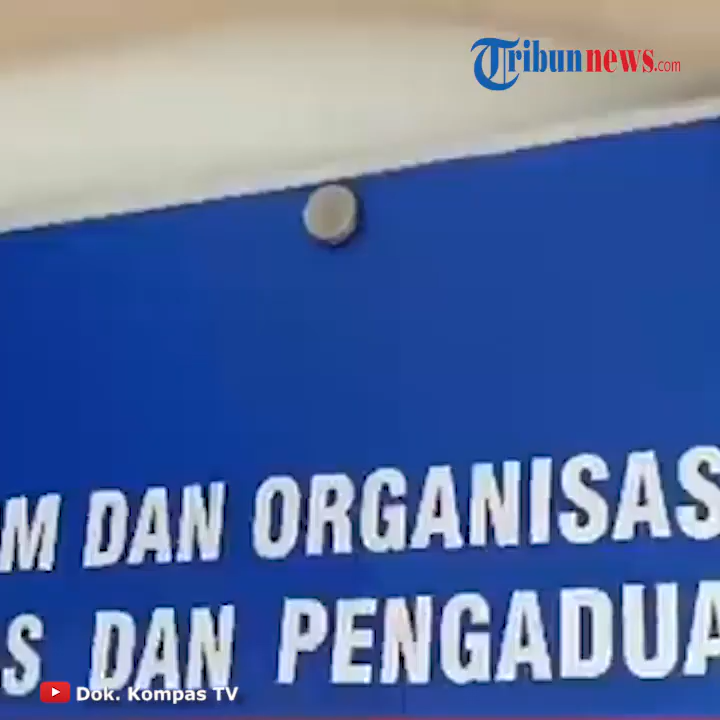 Tribunnews.com
M DAN ORGANISAS
S DAN PENGADUA
Dok. Kompas TV